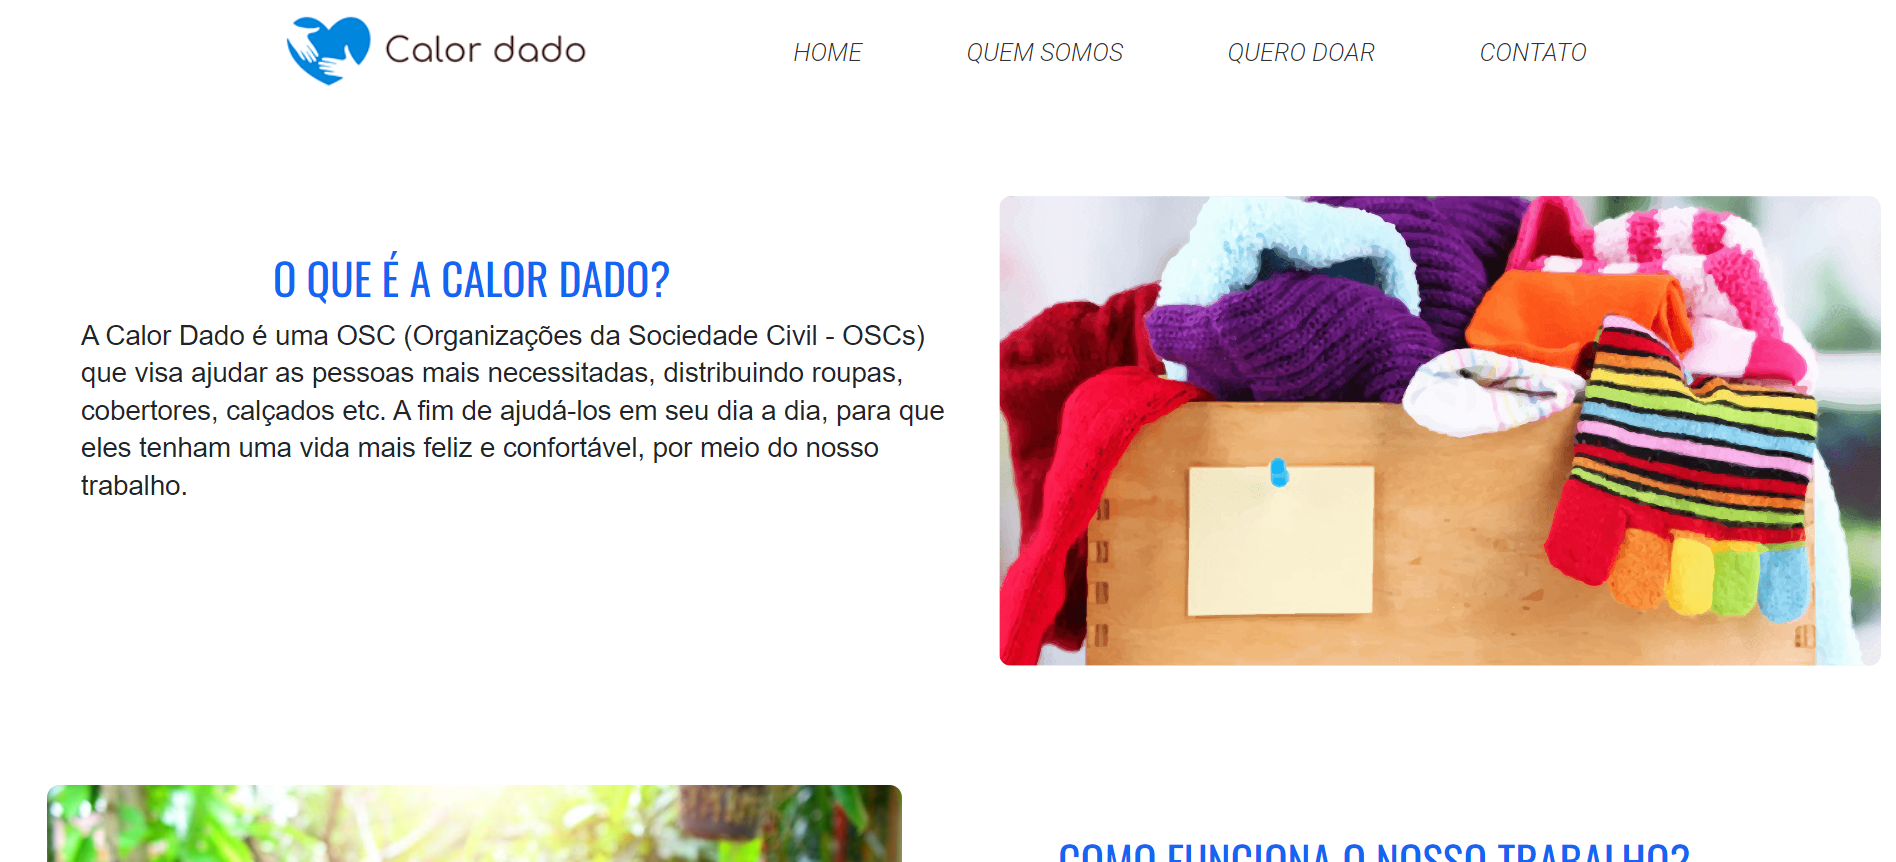 Calor dado
HOME
QUEM SOMOS
QUERO DOAR
CONTATO
O QUE É A CALOR DADO?
A Calor Dado é uma OSC (Organizações da Sociedade Civil - OSCs)
que visa ajudar as pessoas mais necessitadas, distribuindo roupas,
cobertores, calçados etc. A fim de ajudá-los em seu dia a dia, para que
eles tenham uma vida mais feliz e confortável, por meio do nosso
trabalho.
COMO FUNCIONA O NOSSO TRABALHO?